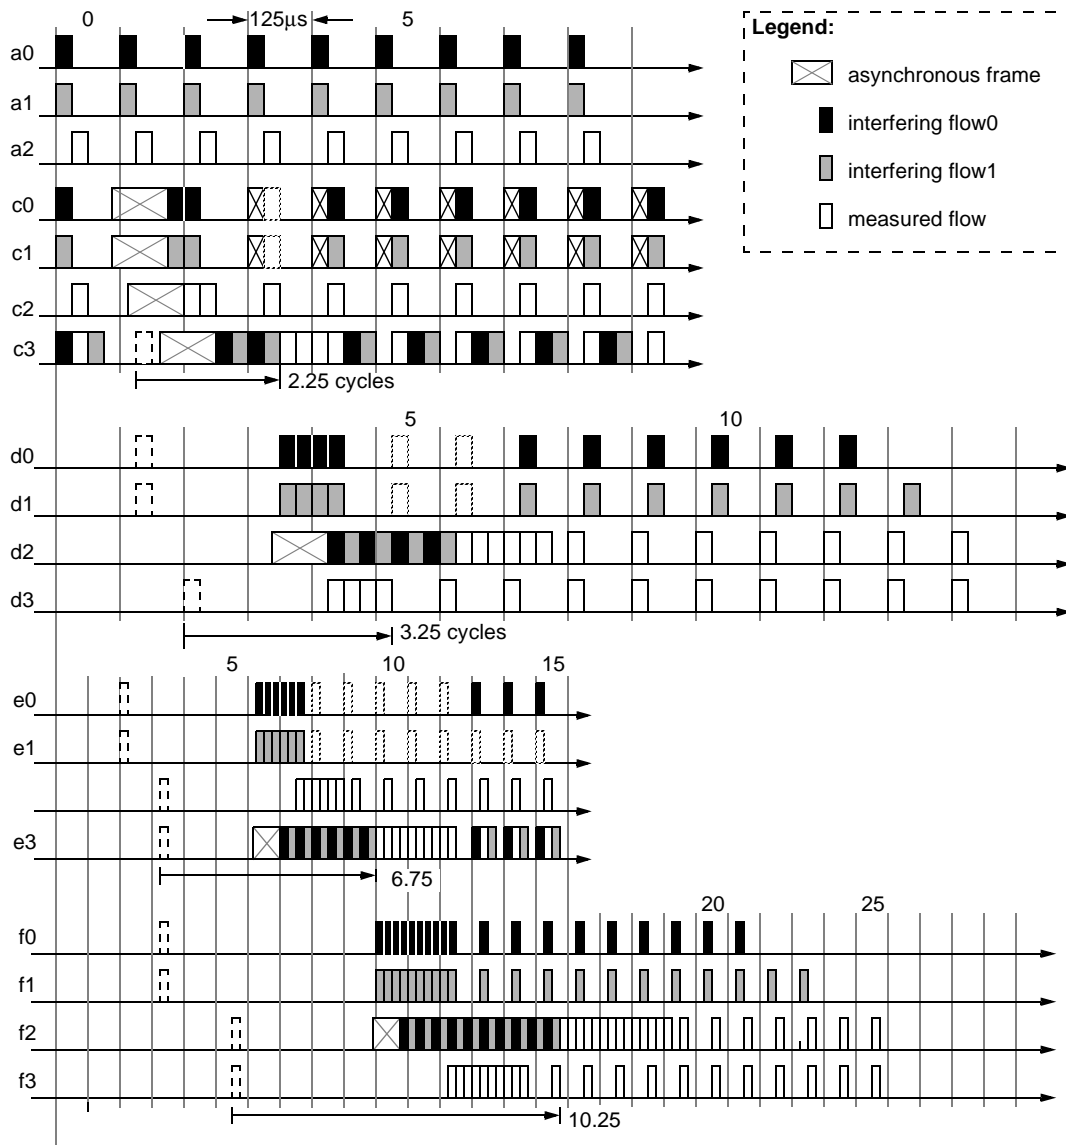 0 125µs 5
Legend:
a0
asynchronous frame
a1
interfering flow0
a2
interfering flow1
c0
measured flow
c1
c2
c3
2.25 cycles
5 10
d0
d1
d2
d3
3.25 cycles
5 10 15
e0
e1
e3
6.75
20 25
f0
f1
f2
f3
10.25